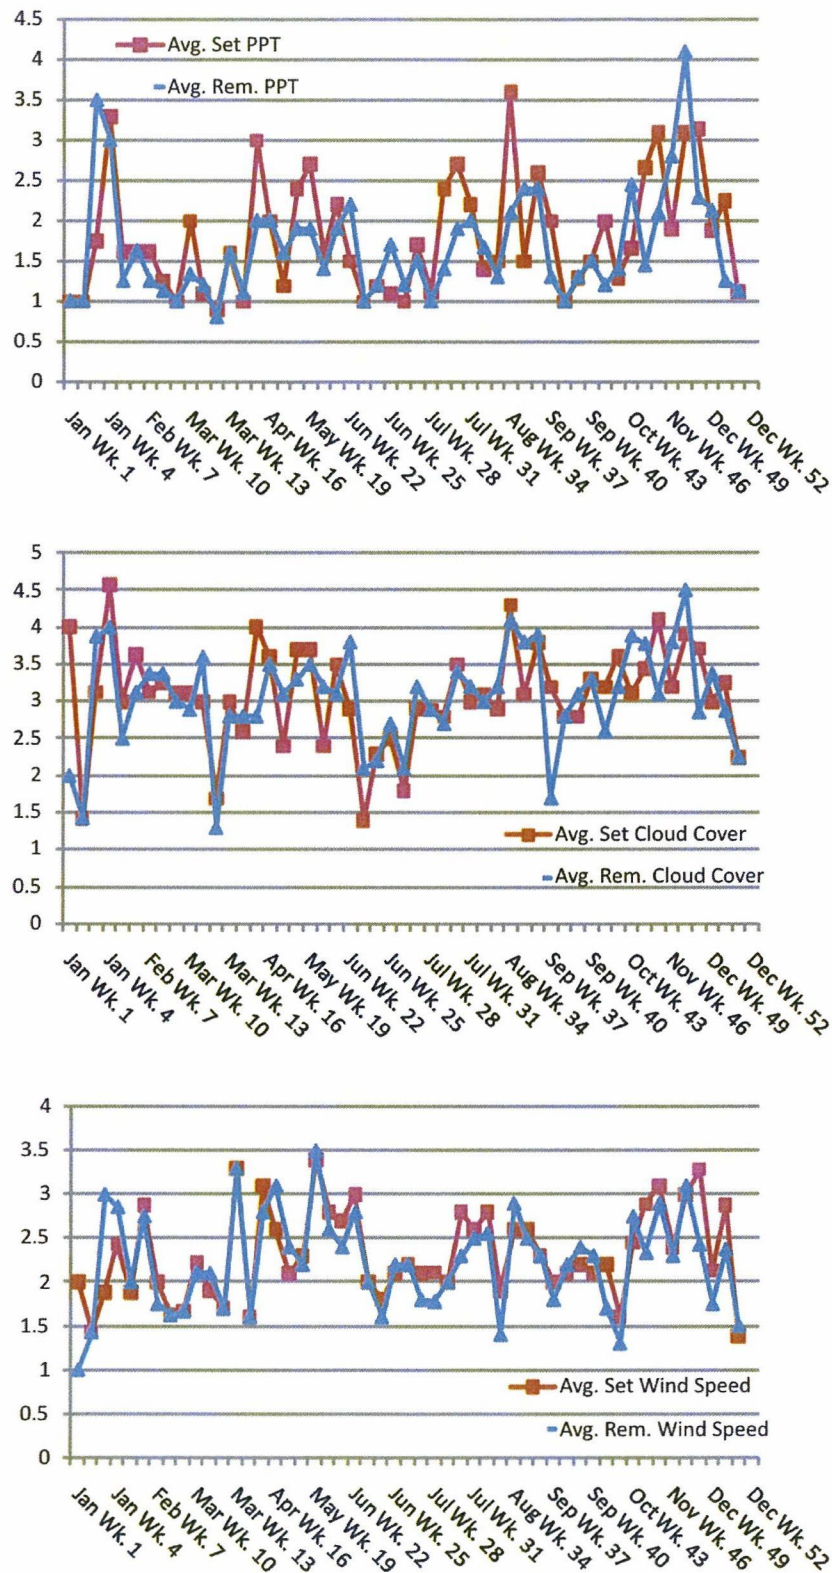 4.5
4
3.5
3
2.5
2
1.5
1
0.5
0
Avg. Set PPT
Avg. Rem. PPT
Jan Wk. 1
Jan Wk. 4
Feb Wk. 7
Mar Wk. 10
Mar Wk. 13
Apr Wk. 16
May Wk. 19
Jun Wk. 22
Jun Wk. 25
Jul Wk. 28
Jul Wk. 31
Aug Wk. 34
Sep Wk. 37
Sep Wk. 40
Oct Wk. 43
Nov Wk. 46
Dec Wk. 49
Dec Wk. 52
5
4.5
4
3.5
3
2.5
2
1.5
1
0.5
0
Avg. Set Cloud Cover
Avg. Rem. Cloud Cover
Jan Wk. 1
Jan Wk. 4
Feb Wk. 7
Mar Wk. 10
Mar Wk. 13
Apr Wk. 16
May Wk. 19
Jun Wk. 22
Jun Wk. 25
Jul Wk. 28
Jul Wk. 31
Aug Wk. 34
Sep Wk. 37
Sep Wk. 40
Oct Wk. 43
Nov Wk. 46
Dec Wk. 49
Dec Wk. 52
4
3.5
3
2.5
2
1.5
1
0.5
0
Avg. Set Wind Speed
Avg. Rem. Wind Speed
Jan Wk. 1
Jan Wk. 4
Feb Wk. 7
Mar Wk. 10
Mar Wk. 13
Apr Wk. 16
May Wk. 19
Jun Wk. 22
Jun Wk. 25
Jul Wk. 28
Jul Wk. 31
Aug Wk. 34
Sep Wk. 37
Sep Wk. 40
Oct Wk. 43
Nov Wk. 46
Dec Wk. 49
Dec Wk. 52